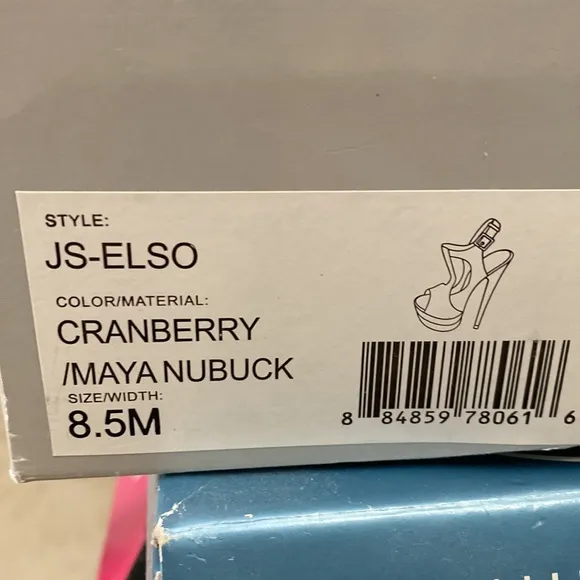 STYLE:
JS-ELSO
COLOR/MATERIAL:
CRANBERRY
/MAYA NUBUCK
SIZE/WIDTH:
8.5M
8 84859 78061 6